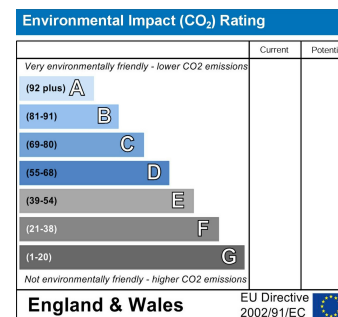 Environmental Impact (CO₂) Rating
Current Potenti
Very environmentally friendly - lower CO2 emissions
(92 plus) A
(81-91) B
(69-80) C
(55-68) D
(39-54) E
(21-38) F
(1-20) G
Not environmentally friendly - higher CO2 emissions
England & Wales
EU Directive
2002/91/EC